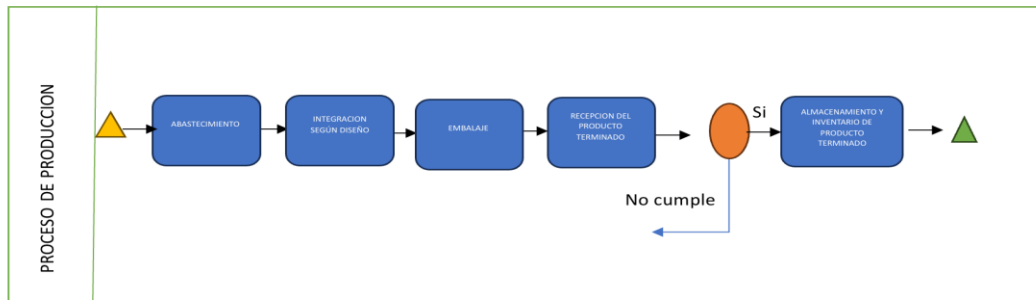 PROCESO DE PRODUCCION
ABASTECIMIENTO
INTEGRACION
SEGÚN DISEÑO
EMBALAJE
RECEPCION DEL
PRODUCTO
TERMINADO
Si
No cumple
ALMACENAMIENTO Y
INVENTARIO DE
PRODUCTO
TERMINADO